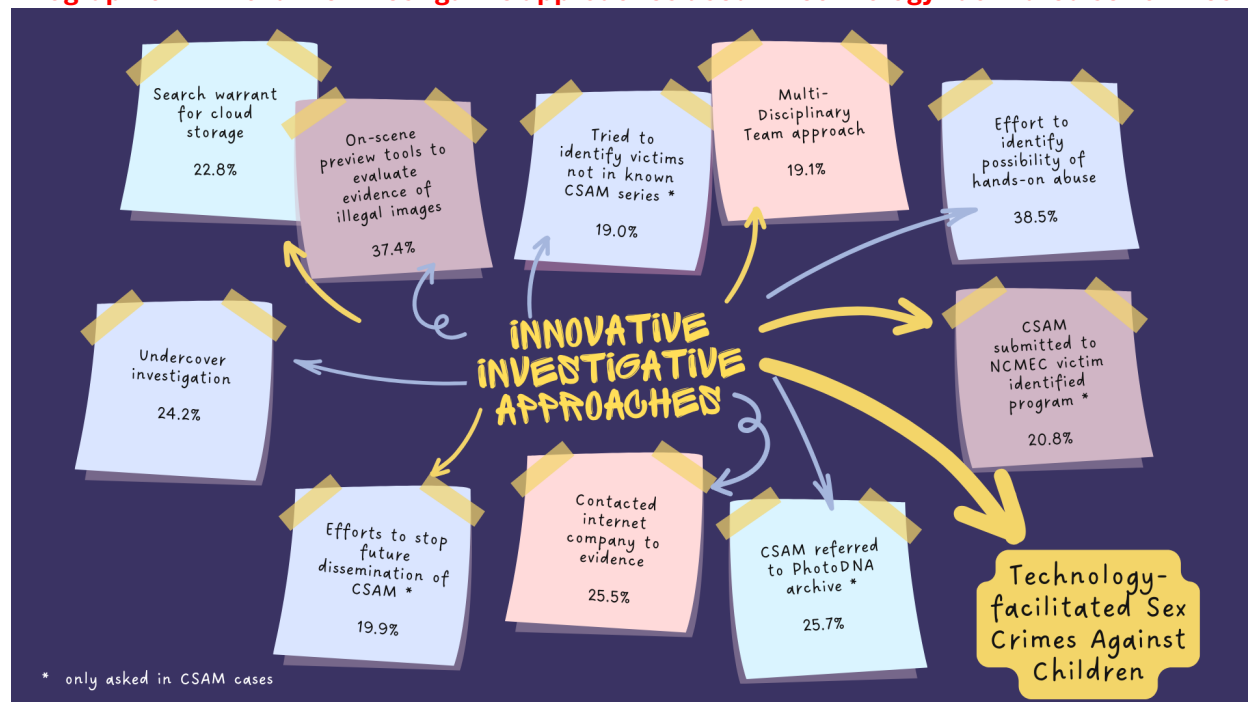 Search warrant
for cloud
storage
22.8%
On-scene
preview tools to
evaluate
evidence of
illegal images
37.4%
Tried to
identify victims
not in known
CSAM series *
19.0%
Multi-
Disciplinary
Team approach
19.1%
Effort to
identify
possibility of
hands-on abuse
38.5%
Undercover
investigation
24.2%
INNOVATIVE
INVESTIGATIVE
APPROACHES
CSAM
submitted to
NCMEC victim
identified
program *
20.8%
Efforts to stop
future
dissemination of
CSAM *
19.9%
Contacted
internet
company to
evidence
25.5%
CSAM referred
to PhotoDNA
archive *
25.7%
Technology-
facilitated Sex
Crimes Against
Children
* only asked in CSAM cases